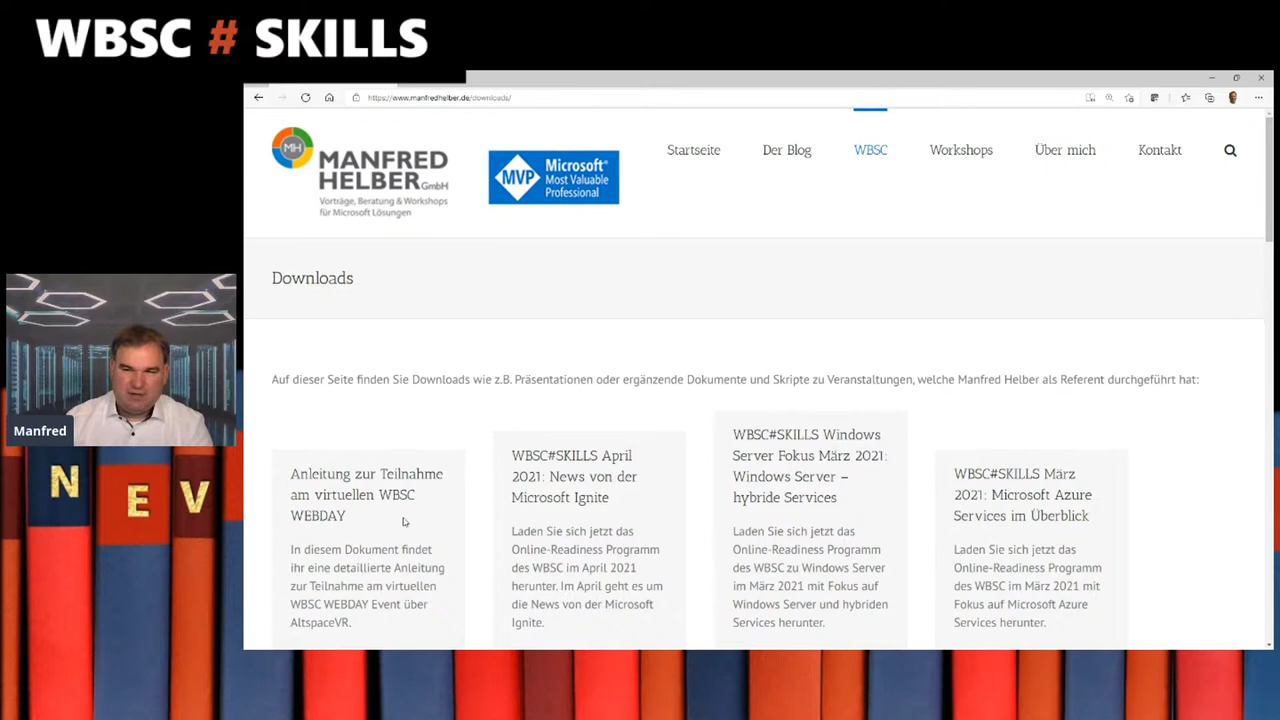 WBSC # SKILLS
https://www.manfredhelber.de/downloads/
MH
MANFRED
HELBER GmbH
Vorträge, Beratung & Workshops
für Microsoft Lösungen
MVP
Microsoft®
Most Valuable
Professional
Startseite
Der Blog
WBSC
Workshops
Über mich
Kontakt
Downloads
Auf dieser Seite finden Sie Downloads wie z.B. Präsentationen oder ergänzende Dokumente und Skripte zu Veranstaltungen, welche Manfred Helber als Referent durchgeführt hat:
Anleitung zur Teilnahme
am virtuellen WBSC
WEBDAY
In diesem Dokument findet
ihr eine detaillierte Anleitung
zur Teilnahme am virtuellen
WBSC WEBDAY Event über
AltspaceVR.
WBSC#SKILLS April
2021: News von der
Microsoft Ignite
Laden Sie sich jetzt das
Online-Readiness Programm
des WBSC im April 2021
herunter. Im April geht es um
die News von der Microsoft
Ignite.
WBSC#SKILLS Windows
Server Fokus März 2021:
Windows Server –
hybride Services
Laden Sie sich jetzt das
Online-Readiness Programm
des WBSC zu Windows Server
im März 2021 mit Fokus auf
Windows Server und hybriden
Services herunter.
WBSC#SKILLS März
2021: Microsoft Azure
Services im Überblick
Laden Sie sich jetzt das
Online-Readiness Programm
des WBSC im März 2021 mit
Fokus auf Microsoft Azure
Services herunter.
Manfred
N E V